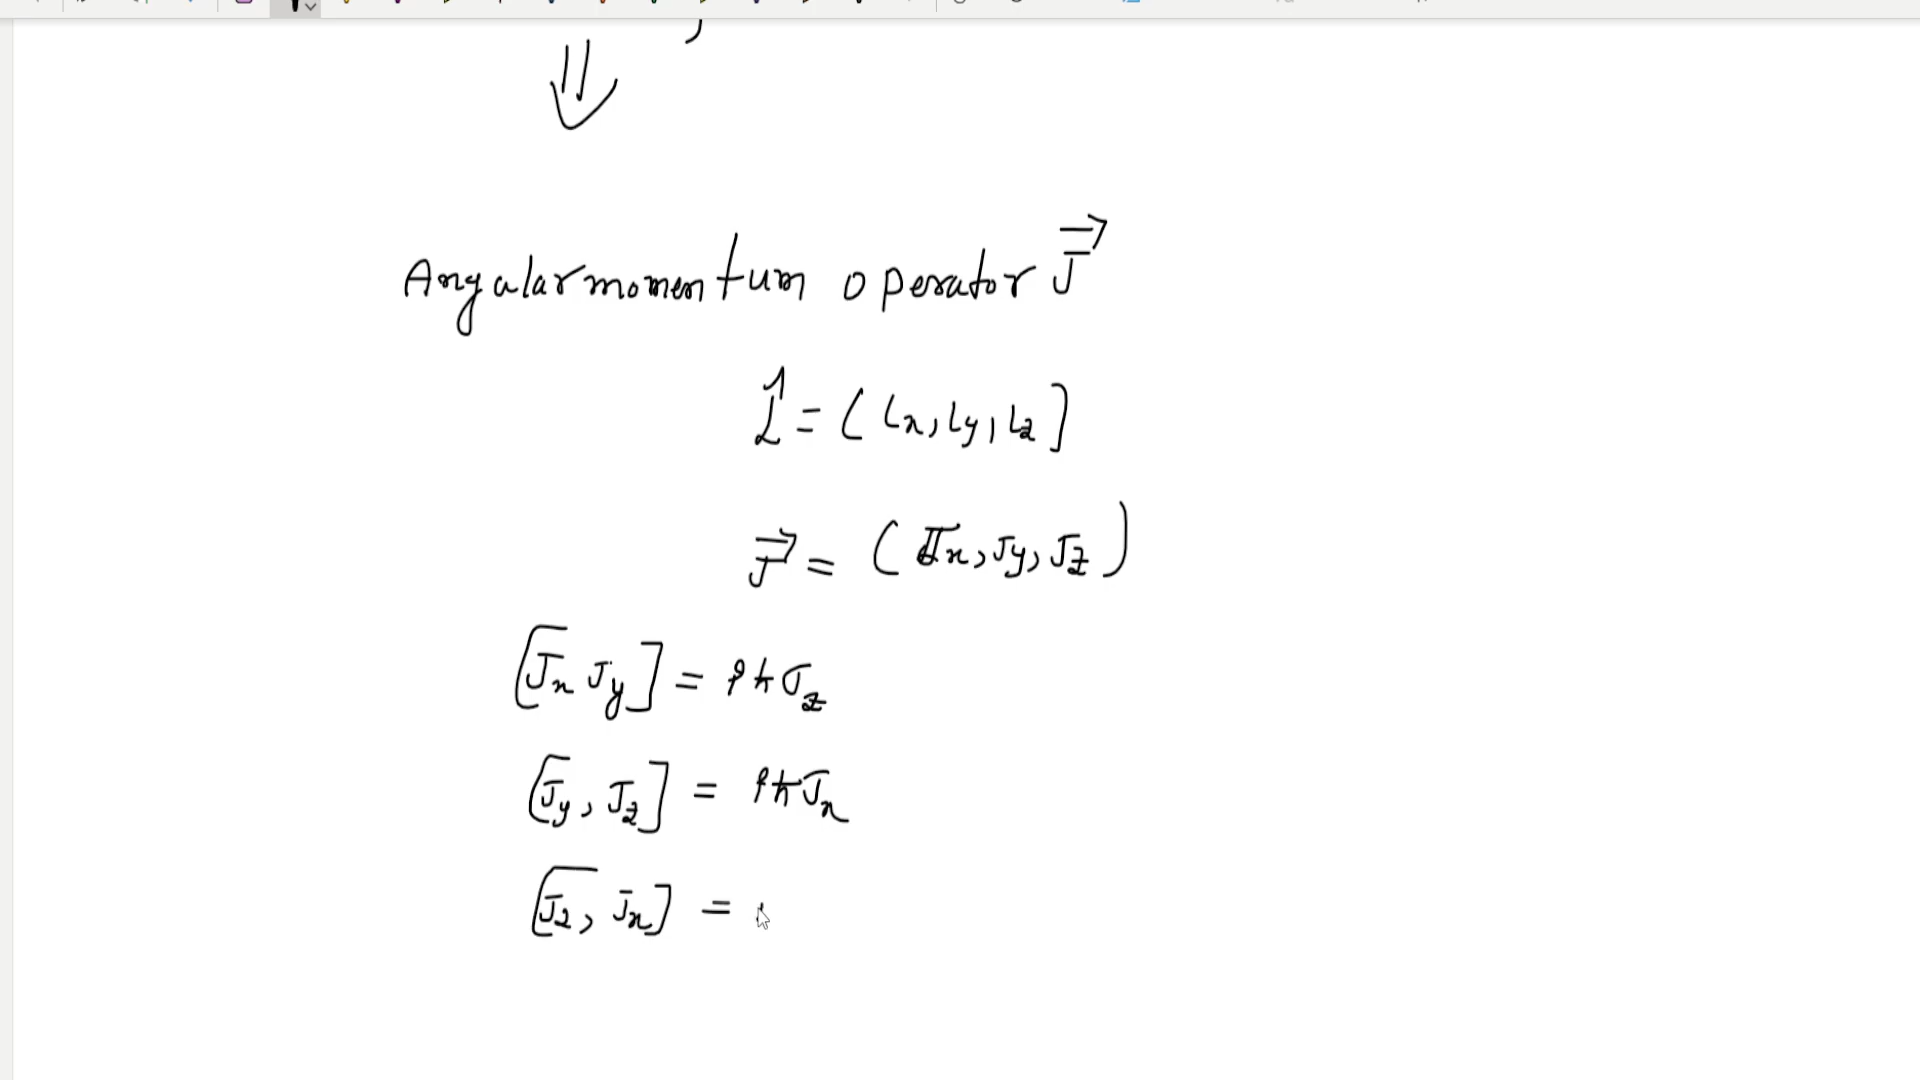 Angular momentum operator J⃗
L⃗ = ( Lx, Ly, Lz ]
J⃗ = ( Jx, Jy, Jz )
[Jx Jy] = iħJz
[Jy, Jz] = iħJx
[Jz, Jx] =